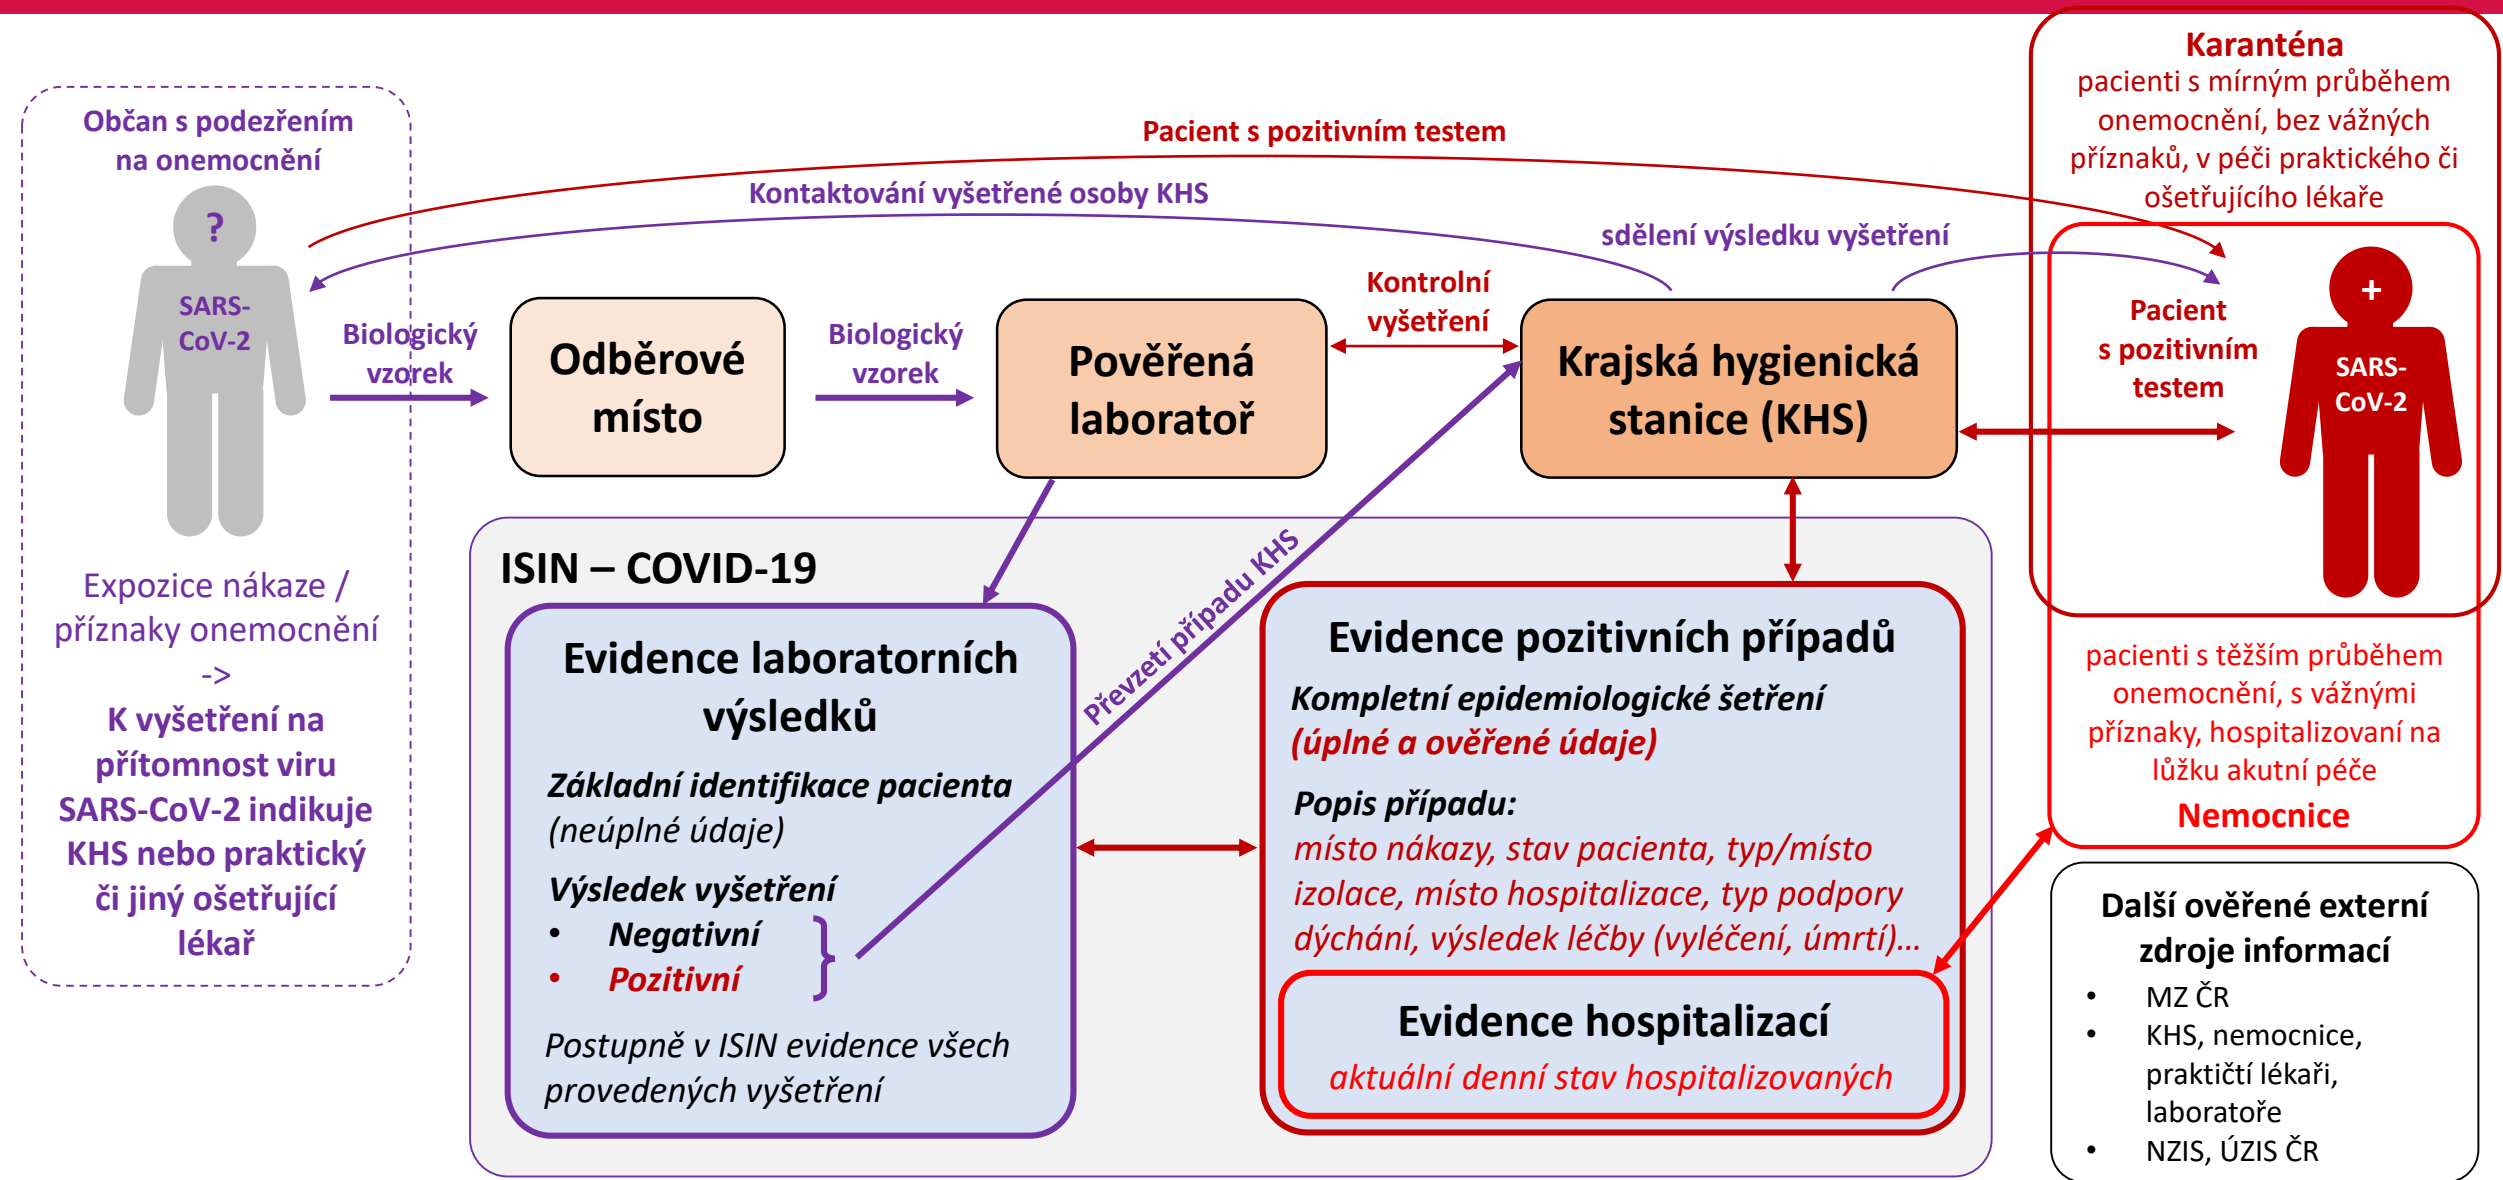 Občan s podezřením
na onemocnění
?
SARS-
CoV-2
Expozice nákaze /
příznaky onemocnění
->
K vyšetření na
přítomnost viru
SARS-CoV-2 indikuje
KHS nebo praktický
či jiný ošetřující
lékař
Pacient s pozitivním testem
Kontaktování vyšetřené osoby KHS
sdělení výsledku vyšetření
Biologický
vzorek
Odběrové
místo
Biologický
vzorek
Pověřená
laboratoř
Kontrolní
vyšetření
Krajská hygienická
stanice (KHS)
Karanténa
pacienti s mírným průběhem
onemocnění, bez vážných
příznaků, v péči praktického či
ošetřujícího lékaře
Pacient
s pozitivním
testem
+
SARS-
CoV-2
pacienti s těžším průběhem
onemocnění, s vážnými
příznaky, hospitalizovaní na
lůžku akutní péče
Nemocnice
ISIN – COVID-19
Převzetí případu KHS
Evidence laboratorních
výsledků
Základní identifikace pacienta
(neúplné údaje)
Výsledek vyšetření
• Negativní
• Pozitivní
Postupně v ISIN evidence všech
provedených vyšetření
Evidence pozitivních případů
Kompletní epidemiologické šetření
(úplné a ověřené údaje)
Popis případu:
místo nákazy, stav pacienta, typ/místo
izolace, místo hospitalizace, typ podpory
dýchání, výsledek léčby (vyléčení, úmrtí)…
Evidence hospitalizací
aktuální denní stav hospitalizovaných
Další ověřené externí
zdroje informací
• MZ ČR
• KHS, nemocnice,
praktičtí lékaři,
laboratoře
• NZIS, ÚZIS ČR